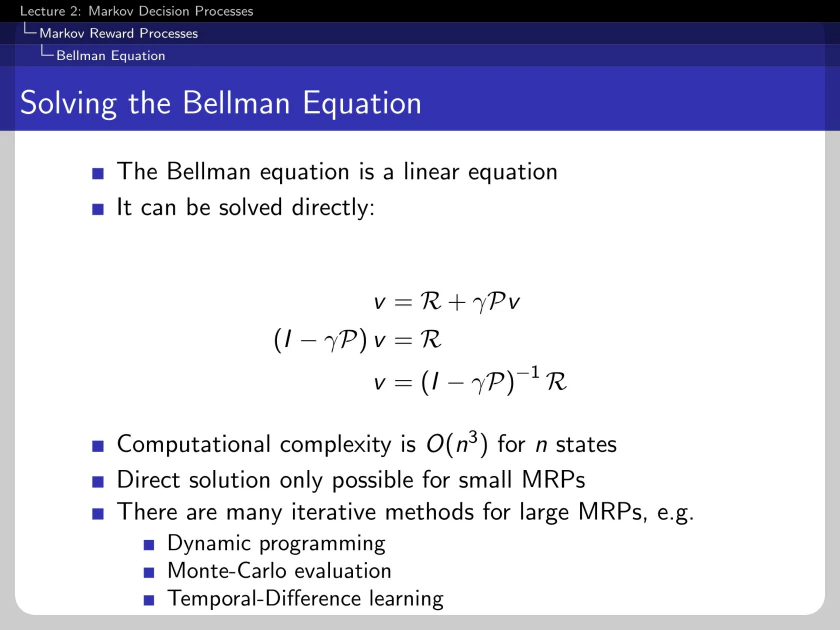 Lecture 2: Markov Decision Processes
Markov Reward Processes
Bellman Equation
Solving the Bellman Equation
The Bellman equation is a linear equation
It can be solved directly:
v = ℛ + γ𝒫v
(I − γ𝒫) v = ℛ
v = (I − γ𝒫)⁻¹ ℛ
Computational complexity is O(n³) for n states
Direct solution only possible for small MRPs
There are many iterative methods for large MRPs, e.g.
Dynamic programming
Monte-Carlo evaluation
Temporal-Difference learning